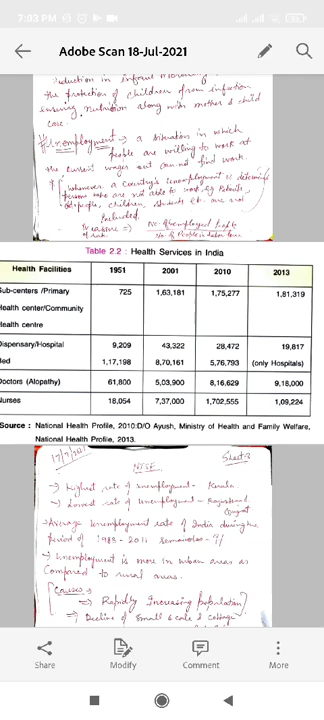 7:03 PM
Adobe Scan 18-Jul-2021
reduction in infant
the protection of children from infection
ensuring nutrition along with mother & child
care.
# Unemployment → a situation in which
people are willing to work at
the current wages but cannot find work.
* Whenever a Country's unemployment is determined
persons who are not able to work eg Patients,
old people, children, students etc. are not
included.
No. of Unemployed People
Table 2.2 : Health Services in India
Health Facilities 1951 2001 2010 2013
Sub-centers /Primary 725 1,63,181 1,75,277 1,81,319
Health center/Community
Health centre
Dispensary/Hospital 9,209 43,322 28,472 19,817
Bed 1,17,198 8,70,161 5,76,793 (only Hospitals)
Doctors (Alopathy) 61,800 5,03,900 8,16,629 9,18,000
Nurses 18,054 7,37,000 1,702,555 1,09,224
Source : National Health Profile, 2010:D/O Ayush, Ministry of Health and Family Welfare,
National Health Profile, 2013.
Sheet-2
→ Highest rate of unemployment - Kerala.
→ Lowest rate of unemployment - Rajasthan &
Gujrat
→ Average Unemployment rate of India during the
period of 1983 - 2011 remained
→ Unemployment is more in urban areas as
Compared to rural areas.
Causes →
⇒ Rapidly Increasing population
⇒ Decline of Small scale & Cottage
Share
Modify
Comment
More